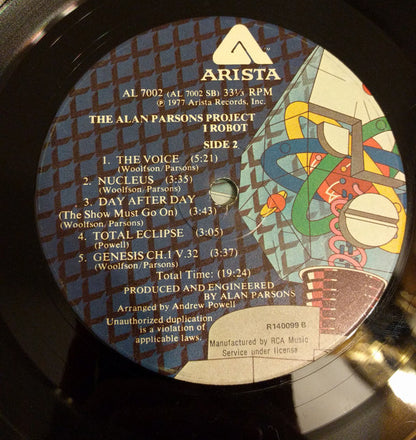 ARISTA™
AL 7002 (AL 7002 SB) 33⅓ RPM
℗ 1977 Arista Records, Inc.
THE ALAN PARSONS PROJECT
I ROBOT
SIDE 2
1. THE VOICE (5:21)
(Woolfson/Parsons)
2. NUCLEUS (3:35)
(Woolfson/Parsons)
3. DAY AFTER DAY
(The Show Must Go On) (3:43)
(Woolfson/Parsons)
4. TOTAL ECLIPSE (3:05)
(Powell)
5. GENESIS CH.1 V.32 (3:37)
(Woolfson/Parsons)
Total Time: (19:24)
PRODUCED AND ENGINEERED
BY ALAN PARSONS
Arranged by Andrew Powell
Unauthorized duplication
is a violation of
applicable laws.
R140099 B
Manufactured by RCA Music
Service under license